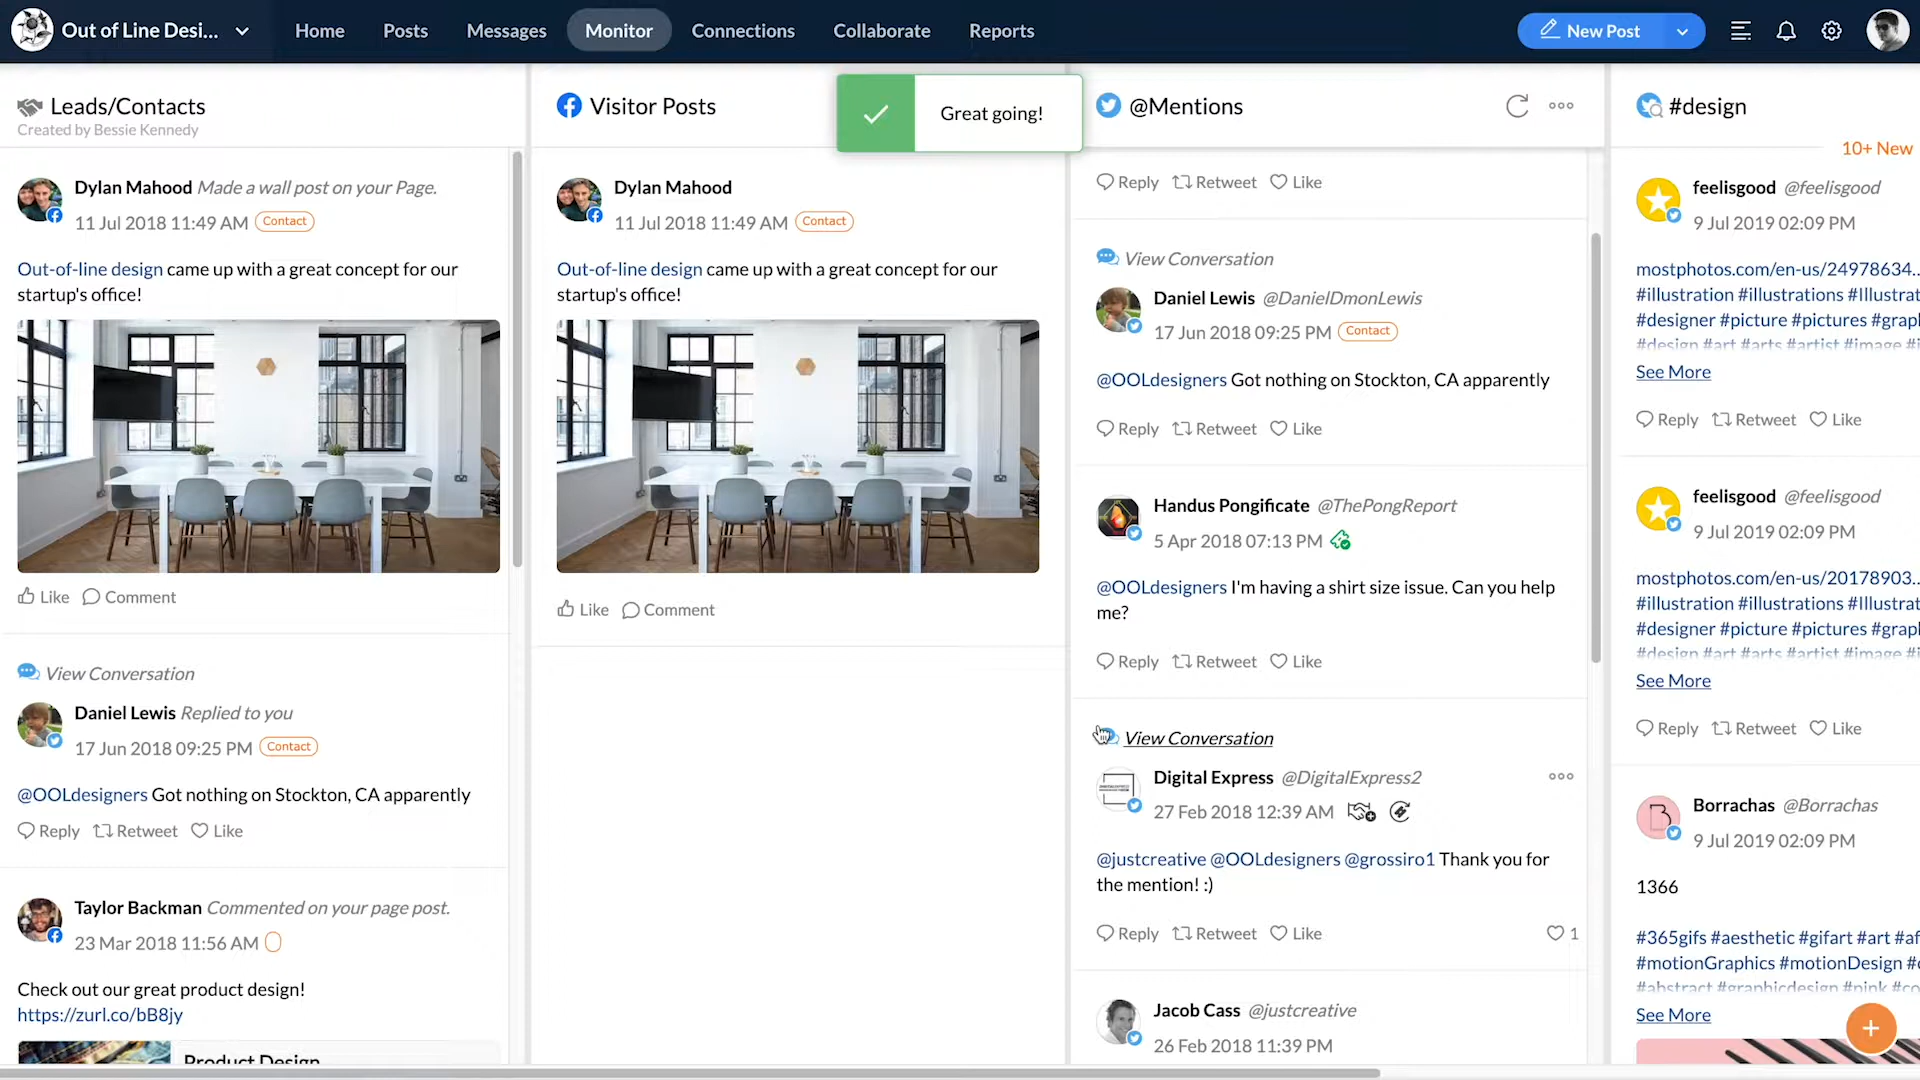 Out of Line Desi...
Home
Posts
Messages
Monitor
Connections
Collaborate
Reports
New Post
Leads/Contacts
Created by Bessie Kennedy
Dylan Mahood Made a wall post on your Page.
11 Jul 2018 11:49 AM Contact
Out-of-line design came up with a great concept for our
startup's office!
Like Comment
View Conversation
Daniel Lewis Replied to you
17 Jun 2018 09:25 PM Contact
@OOLdesigners Got nothing on Stockton, CA apparently
Reply Retweet Like
Taylor Backman Commented on your page post.
23 Mar 2018 11:56 AM
Check out our great product design!
https://zurl.co/bB8jy
Product Design
Visitor Posts
Dylan Mahood
11 Jul 2018 11:49 AM Contact
Out-of-line design came up with a great concept for our
startup's office!
Like Comment
Great going!
@Mentions
Reply Retweet Like
View Conversation
Daniel Lewis @DanielDmonLewis
17 Jun 2018 09:25 PM Contact
@OOLdesigners Got nothing on Stockton, CA apparently
Reply Retweet Like
Handus Pongificate @ThePongReport
5 Apr 2018 07:13 PM
@OOLdesigners I'm having a shirt size issue. Can you help
me?
Reply Retweet Like
View Conversation
Digital Express @DigitalExpress2
27 Feb 2018 12:39 AM
@justcreative @OOLdesigners @grossiro1 Thank you for
the mention! :)
Reply Retweet Like 1
Jacob Cass @justcreative
26 Feb 2018 11:39 PM
#design
10+ New
feelisgood @feelisgood
9 Jul 2019 02:09 PM
mostphotos.com/en-us/24978634...
#illustration #illustrations #Illustrat
#designer #picture #pictures #grap
#design #art #arts #artist #image #i
See More
Reply Retweet Like
feelisgood @feelisgood
9 Jul 2019 02:09 PM
mostphotos.com/en-us/20178903...
#illustration #illustrations #Illustrat
#designer #picture #pictures #grap
#design #art #arts #artist #image #i
See More
Reply Retweet Like
Borrachas @Borrachas
9 Jul 2019 02:09 PM
1366
#365gifs #aesthetic #gifart #art #af
#motionGraphics #motionDesign #
#abstract #graphicdesign #pink #co
See More